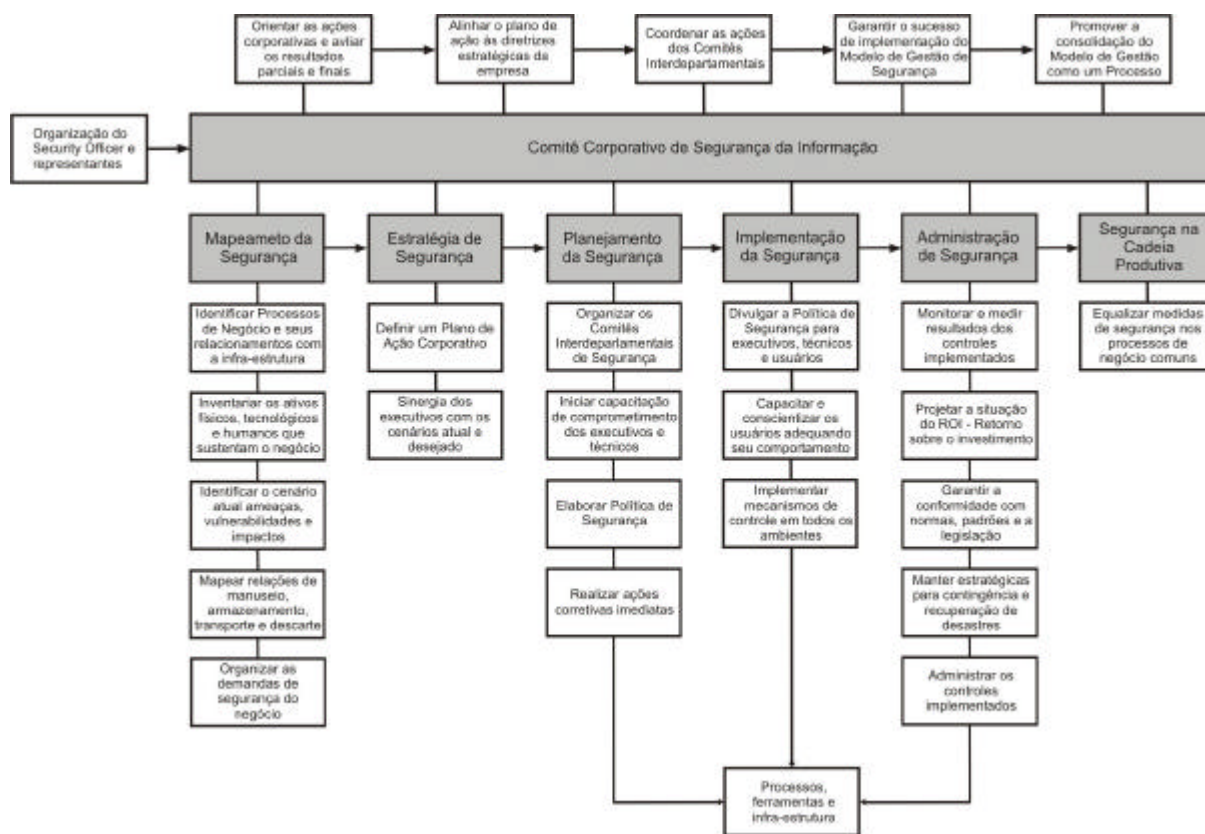 Orientar as ações
corporativas e avliar
os resultados
parciais e finais
Alinhar o plano de
ação às diretrizes
estratégicas da
empresa
Coordenar as ações
dos Comitês
Interdepartamentais
Garantir o sucesso
de implementação do
Modelo de Gestão de
Segurança
Promover a
consolidação do
Modelo de Gestão
como um Processo
Organização do
Security Officer e
representantes
Comitê Corporativo de Segurança da Informação
Mapeameto da
Segurança
Estratégia de
Segurança
Planejamento
da Segurança
Implementação
da Segurança
Administração
de Segurança
Segurança na
Cadeia
Produtiva
Identificar Processos
de Negócio e seus
relacionamentos com
a infra-estrutura
Inventariar os ativos
físicos, tecnológicos
e humanos que
sustentam o negócio
Identificar o cenário
atual ameaças,
vulnerabilidades e
impactos
Mapear relações de
manuseio,
armazenamento,
transporte e descarte
Organizar as
demandas de
segurança do
negócio
Definir um Plano de
Ação Corporativo
Sinergia dos
executivos com os
cenários atual e
desejado
Organizar os
Comitês
Interdepartamentais
de Segurança
Iniciar capacitação
de comprometimento
dos executivos e
técnicos
Elaborar Política de
Segurança
Realizar ações
corretivas imediatas
Divulgar a Política de
Segurança para
executivos, técnicos
e usuários
Capacitar e
conscientizar os
usuários adequando
seu comportamento
Implementar
mecanismos de
controle em todos os
ambientes
Monitorar e medir
resultados dos
controles
implementados
Projetar a situação
do ROI - Retorno
sobre o investimento
Garantir a
conformidade com
normas, padrões e a
legislação
Manter estratégicas
para contingência e
recuperação de
desastres
Administrar os
controles
implementados
Equalizar medidas
de segurança nos
processos de
negócio comuns
Processos,
ferramentas e
infra-estrutura